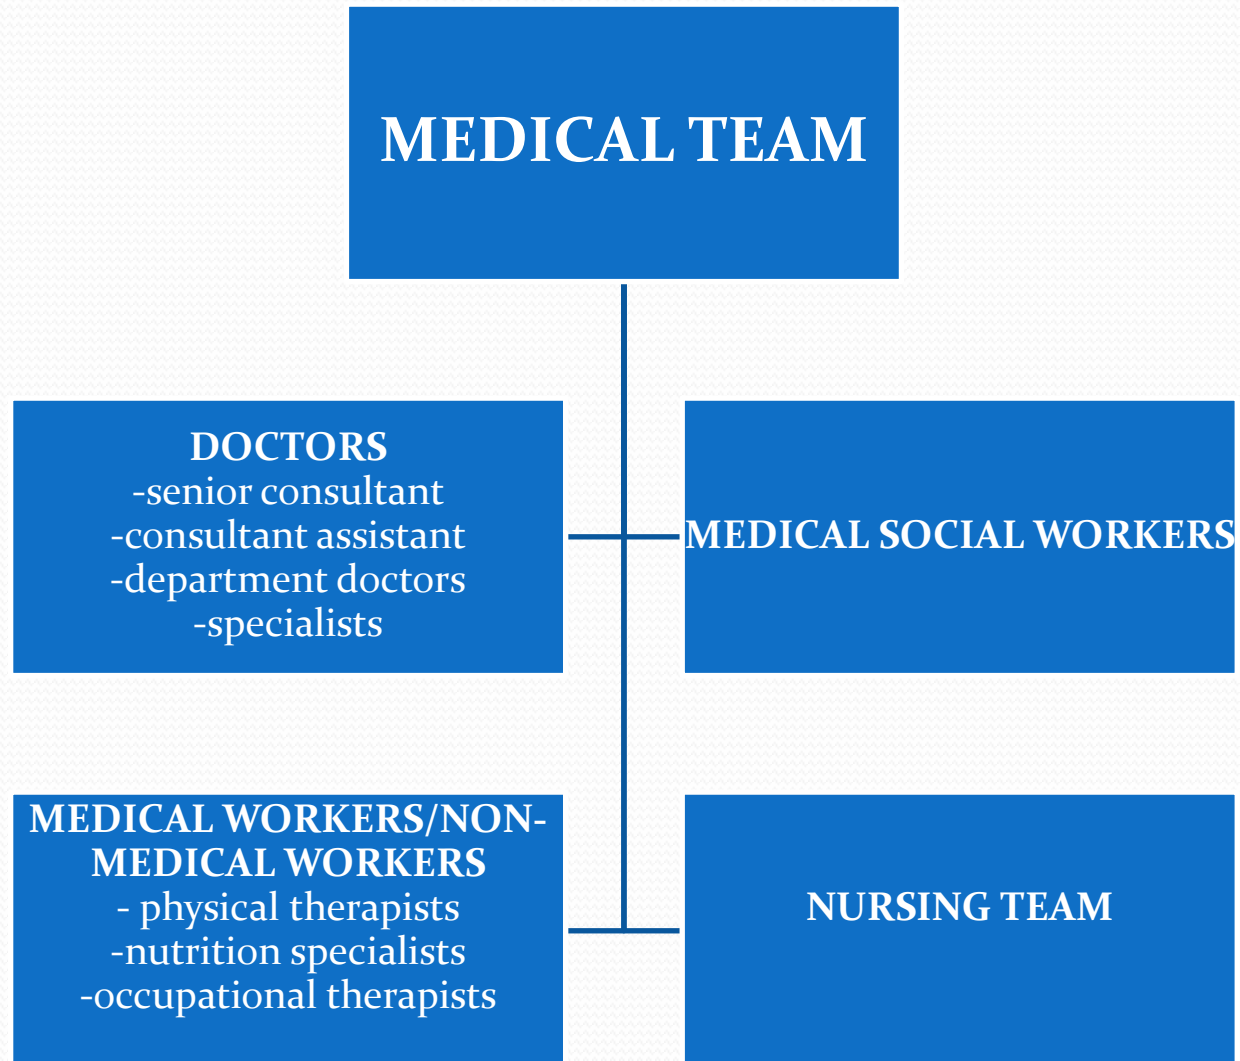 MEDICAL TEAM
DOCTORS
-senior consultant
-consultant assistant
-department doctors
-specialists
MEDICAL SOCIAL WORKERS
MEDICAL WORKERS/NON-
MEDICAL WORKERS
- physical therapists
-nutrition specialists
-occupational therapists
NURSING TEAM